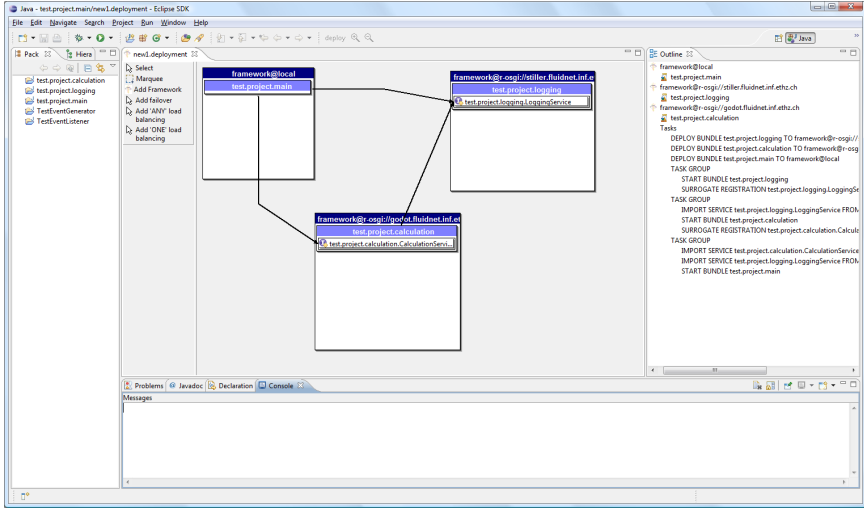 Java - test.project.main/new1.deployment - Eclipse SDK
File Edit Navigate Search Project Run Window Help
deploy
Java
Pack
Hiera
test.project.calculation
test.project.logging
test.project.main
TestEventGenerator
TestEventListener
new1.deployment
Select
Marquee
Add Framework
Add failover
Add 'ANY' load
balancing
Add 'ONE' load
balancing
framework@local
test.project.main
framework@r-osgi://stiller.fluidnet.inf.e
test.project.logging
test.project.logging.LoggingService
framework@r-osgi://godot.fluidnet.inf.et
test.project.calculation
test.project.calculation.CalculationServi...
Outline
framework@local
test.project.main
framework@r-osgi://stiller.fluidnet.inf.ethz.ch
test.project.logging
framework@r-osgi://godot.fluidnet.inf.ethz.ch
test.project.calculation
Tasks
DEPLOY BUNDLE test.project.logging TO framework@r-osgi://
DEPLOY BUNDLE test.project.calculation TO framework@r-osg
DEPLOY BUNDLE test.project.main TO framework@local
TASK GROUP
START BUNDLE test.project.logging
SURROGATE REGISTRATION test.project.logging.LoggingSe
TASK GROUP
IMPORT SERVICE test.project.logging.LoggingService FROM
START BUNDLE test.project.calculation
SURROGATE REGISTRATION test.project.calculation.Calcula
TASK GROUP
IMPORT SERVICE test.project.calculation.CalculationService
IMPORT SERVICE test.project.logging.LoggingService FROM
START BUNDLE test.project.main
Problems @ Javadoc Declaration Console
Messages